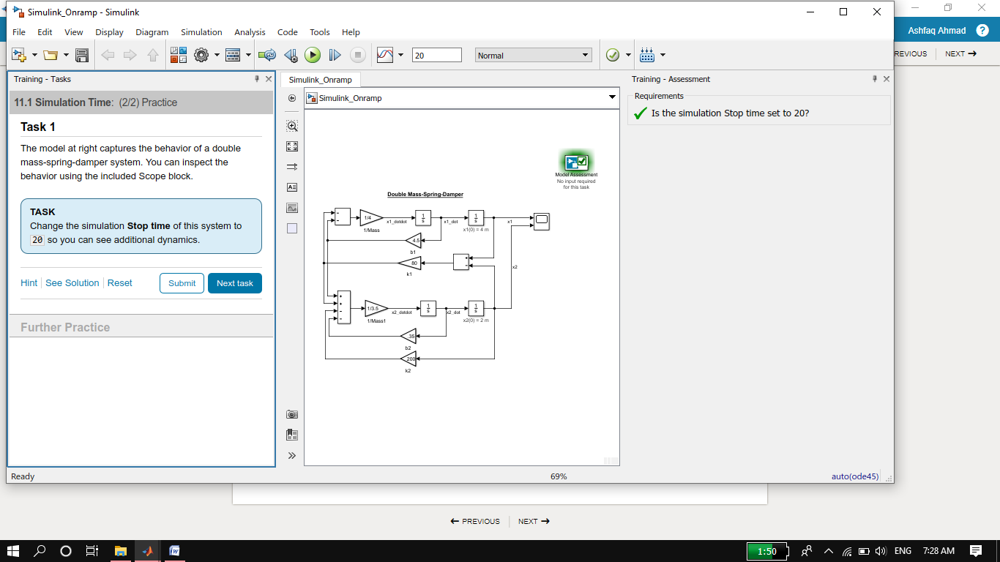 Simulink_Onramp - Simulink
Ashfaq Ahmad
?
File Edit View Display Diagram Simulation Analysis Code Tools Help
20
Normal
REVIOUS
NEXT
Training - Tasks
Simulink_Onramp
Training - Assessment
11.1 Simulation Time: (2/2) Practice
Simulink_Onramp
Requirements
Is the simulation Stop time set to 20?
Task 1
The model at right captures the behavior of a double
mass-spring-damper system. You can inspect the
behavior using the included Scope block.
TASK
Change the simulation Stop time of this system to
20 so you can see additional dynamics.
Hint
See Solution
Reset
Submit
Next task
Further Practice
Model Assessment
No input required
for this task
Double Mass-Spring-Damper
1/4
1/Mass
x1_dotdot
1
s
x1_dot
1
s
x1(0) = 4 m
x1
4.5
b1
80
k1
x2
1/3.5
1/Mass1
x2_dotdot
1
s
x2_dot
1
s
x2(0) = 2 m
.35
b2
200
k2
Ready
69%
auto(ode45)
PREVIOUS
NEXT
1:50
ENG
7:28 AM